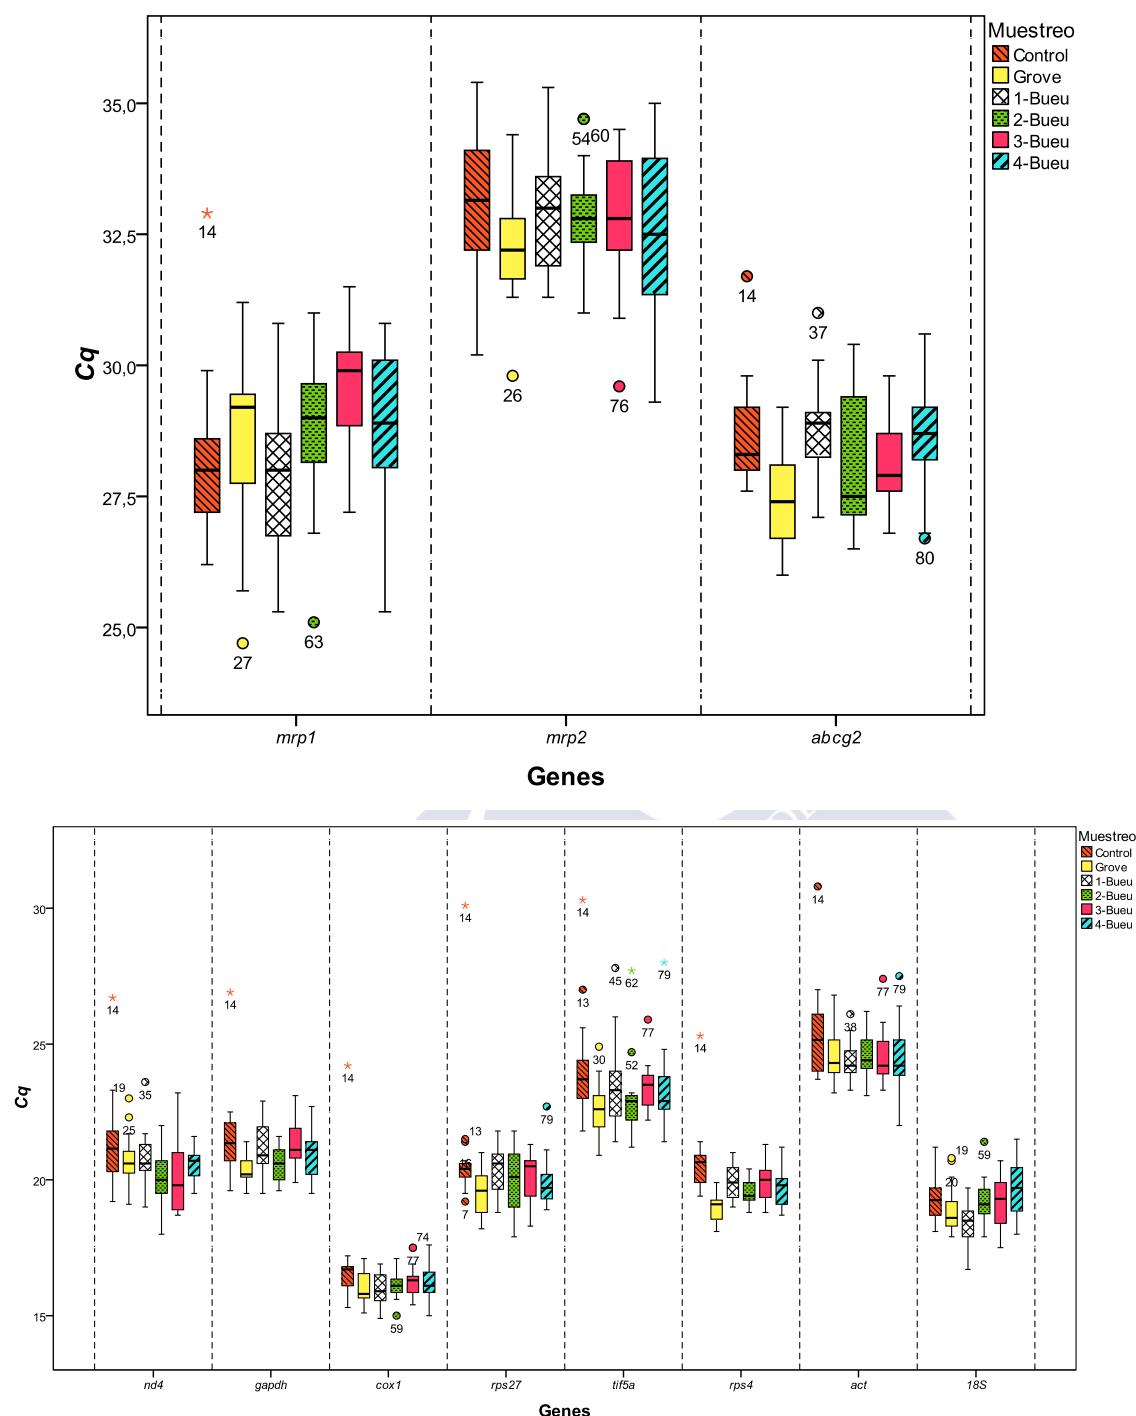 Muestreo
Control
Grove
1-Bueu
2-Bueu
3-Bueu
4-Bueu
35,0
32,5
30,0
27,5
25,0
Cq
14
27
63
26
5460
76
14
37
80
mrp1 mrp2 abcg2
Genes
Muestreo
Control
Grove
1-Bueu
2-Bueu
3-Bueu
4-Bueu
30
25
20
15
Cq
14
19
25
35
14
14
59
77
74
14
13
16
7
79
14
13
30
45
62
52
77
79
14
14
38
77
79
19
20
59
nd4 gapdh cox1 rps27 tif5a rps4 act 18S
Genes